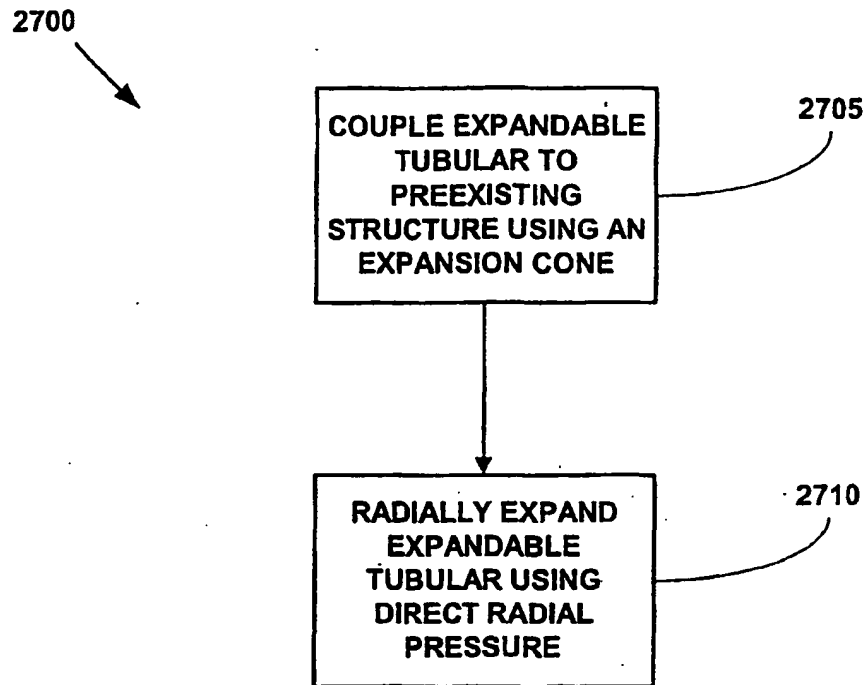 2700
COUPLE EXPANDABLE
TUBULAR TO
PREEXISTING
STRUCTURE USING AN
EXPANSION CONE
2705
RADIALLY EXPAND
EXPANDABLE
TUBULAR USING
DIRECT RADIAL
PRESSURE
2710